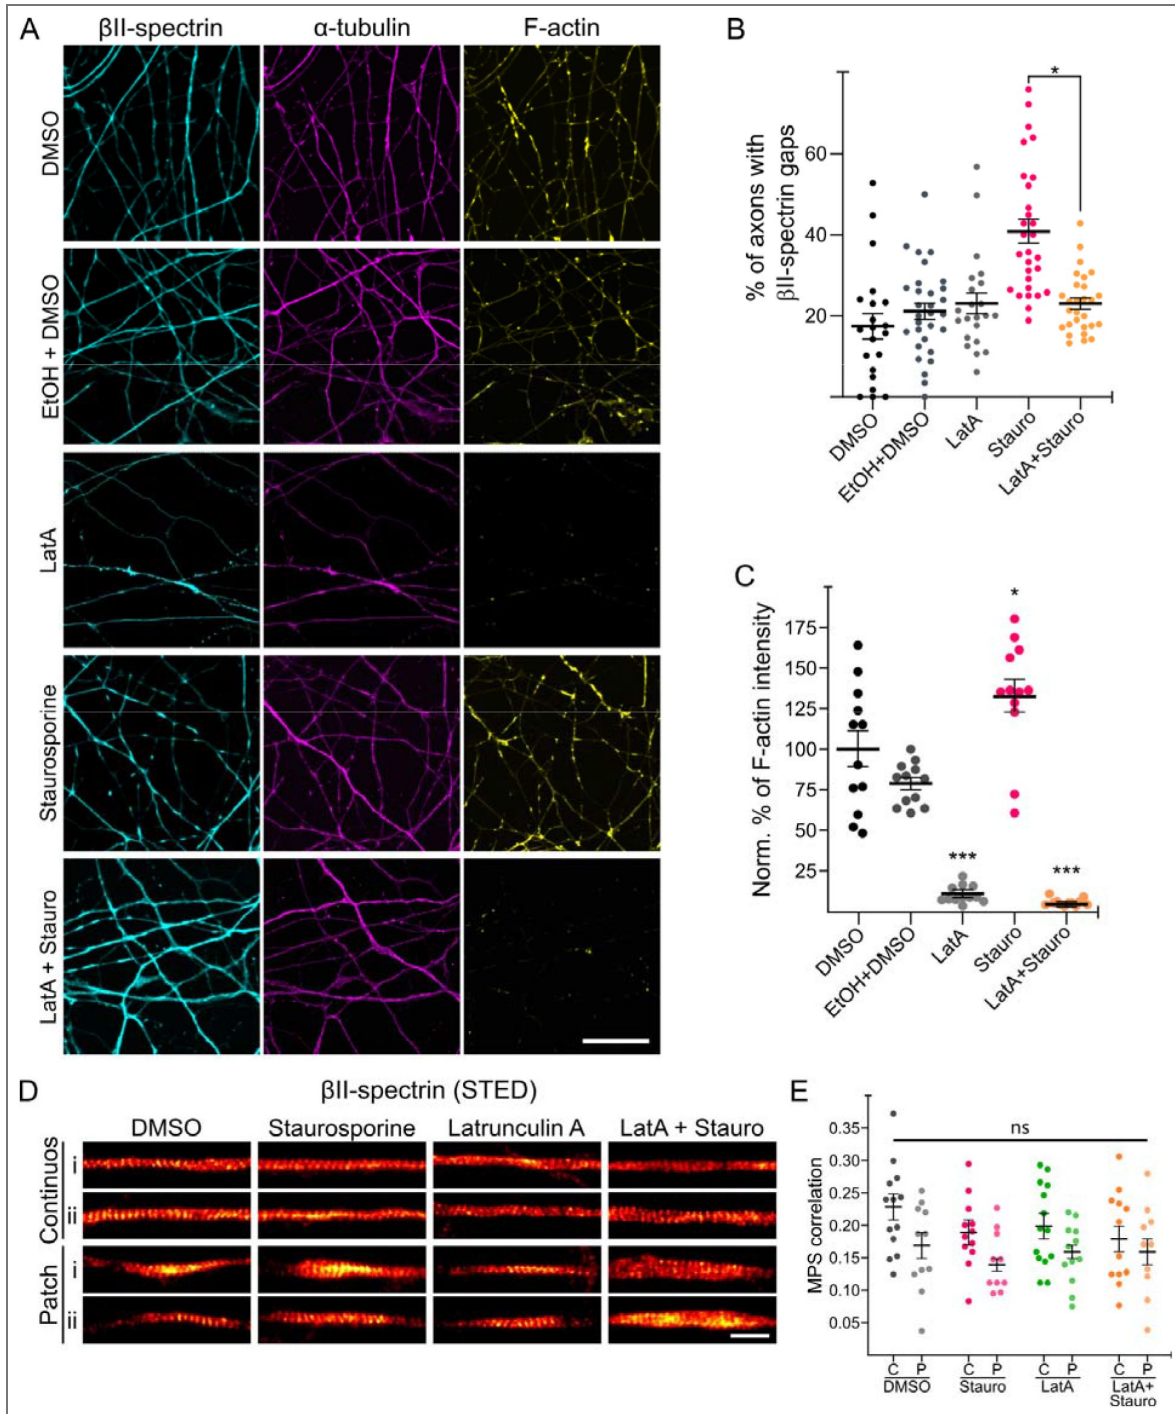 A
βII-spectrin α-tubulin F-actin
DMSO
EtOH + DMSO
LatA
Staurosporine
LatA + Stauro
B
% of axons with
βII-spectrin gaps
60
40
20
*
DMSO
EtOH+DMSO
LatA
Stauro
LatA+Stauro
C
Norm. % of F-actin intensity
175
150
125
100
75
50
25
*
***
***
DMSO
EtOH+DMSO
LatA
Stauro
LatA+Stauro
D
βII-spectrin (STED)
DMSO Staurosporine Latrunculin A LatA + Stauro
Continuos
i
ii
Patch
i
ii
E
MPS correlation
0.35
0.30
0.25
0.20
0.15
0.10
0.05
ns
C P C P C P C P
DMSO Stauro LatA LatA+
Stauro